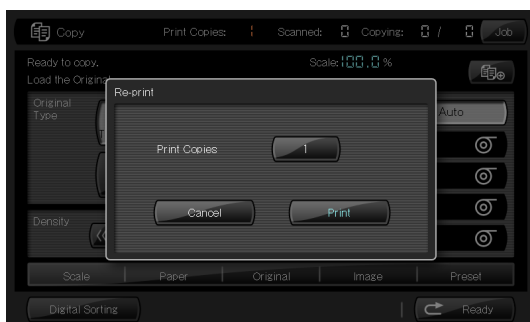 Copy Print Copies: 1 Scanned: 0 Copying: 0 / 0 Job
Ready to copy. Scale: 100.0 %
Load the Original
Re-print
Original
Type
Auto
Print Copies 1
Cancel Print
Density
Scale Paper Original Image Preset
Digital Sorting Ready